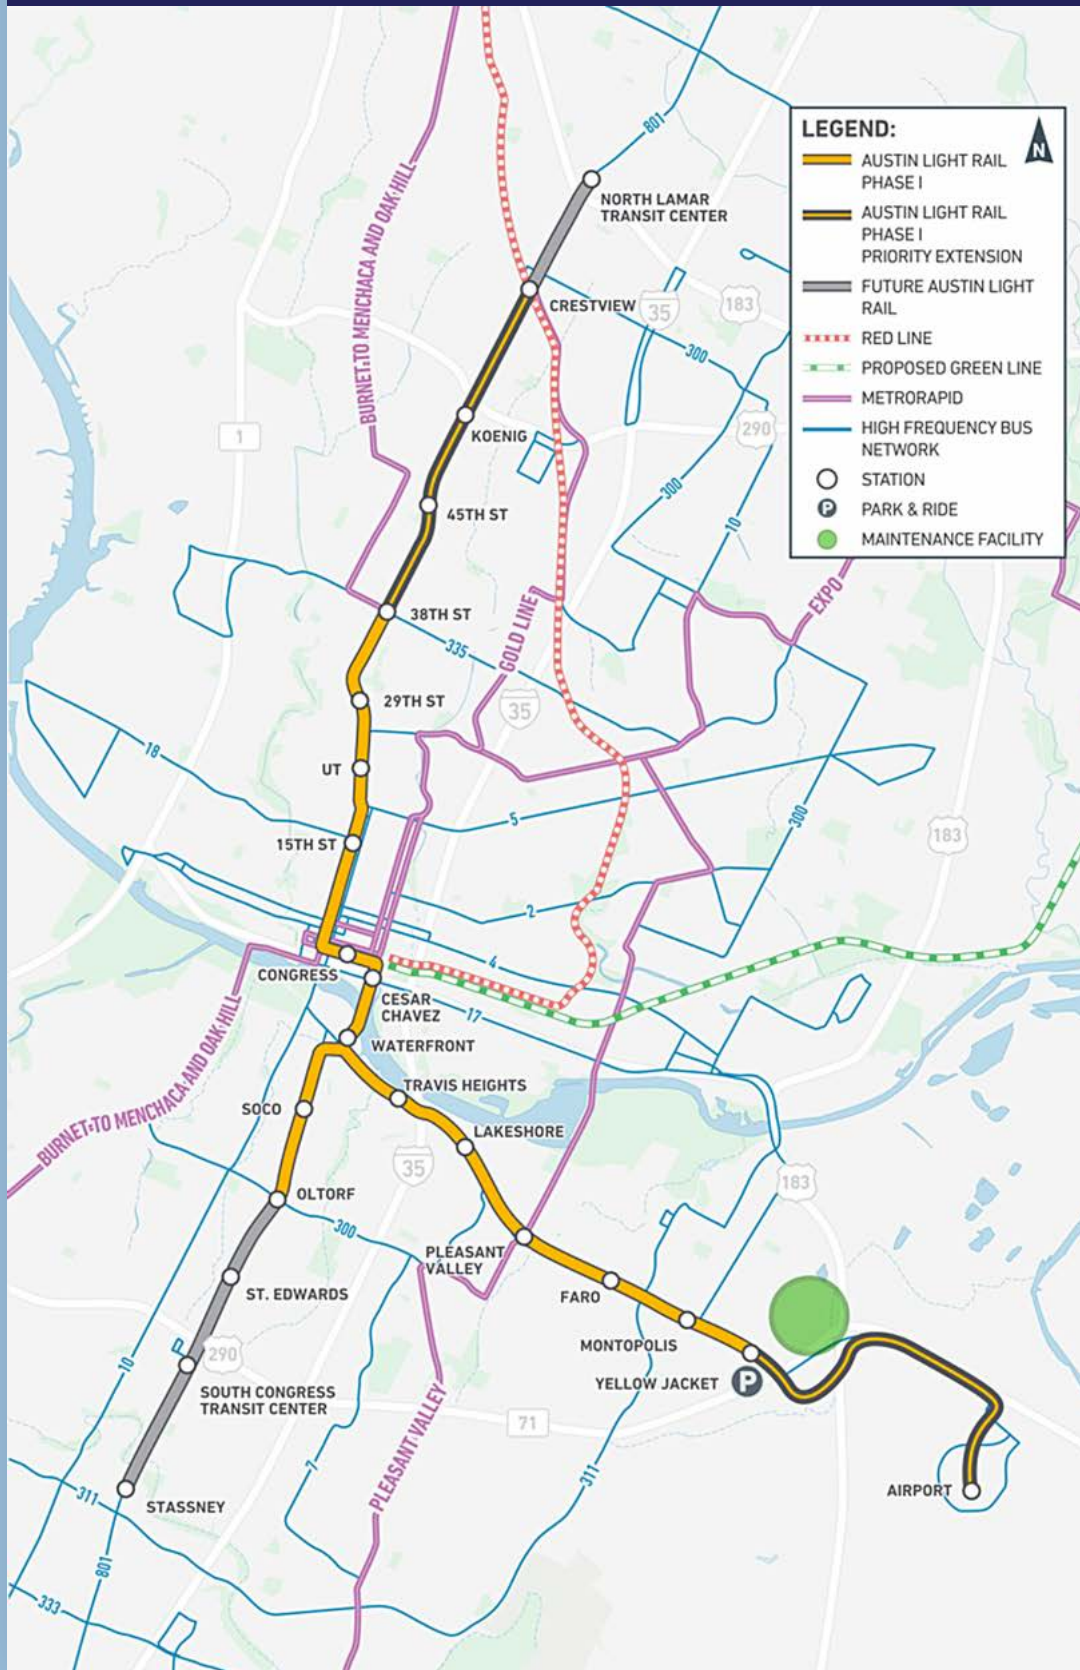 LEGEND:
N
AUSTIN LIGHT RAIL
PHASE I
AUSTIN LIGHT RAIL
PHASE I
PRIORITY EXTENSION
FUTURE AUSTIN LIGHT
RAIL
RED LINE
PROPOSED GREEN LINE
METRORAPID
HIGH FREQUENCY BUS
NETWORK
STATION
P
PARK & RIDE
MAINTENANCE FACILITY
801
NORTH LAMAR
TRANSIT CENTER
BURNET TO MENCHACA AND OAK HILL
CRESTVIEW
35
183
300
1
KOENIG
290
45TH ST
300
10
38TH ST
335
GOLD LINE
EXPO
29TH ST
35
18
UT
5
300
183
15TH ST
2
4
CONGRESS
CESAR
CHAVEZ
17
WATERFRONT
BURNET TO MENCHACA AND OAK HILL
TRAVIS HEIGHTS
SOCO
LAKESHORE
35
183
OLTORF
300
PLEASANT
VALLEY
ST. EDWARDS
FARO
10
290
MONTOPOLIS
YELLOW JACKET
P
SOUTH CONGRESS
TRANSIT CENTER
PLEASANT VALLEY
71
7
311
AIRPORT
311
STASSNEY
801
333